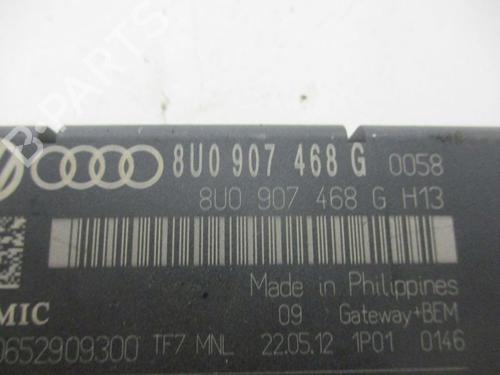 8U0 907 468 G 0058
8U0 907 468 G H13
Made in Philippines
09 Gateway+BEM
MIC
0652909300 TF7 MNL 22.05.12 1P01 0146
B-PARTS